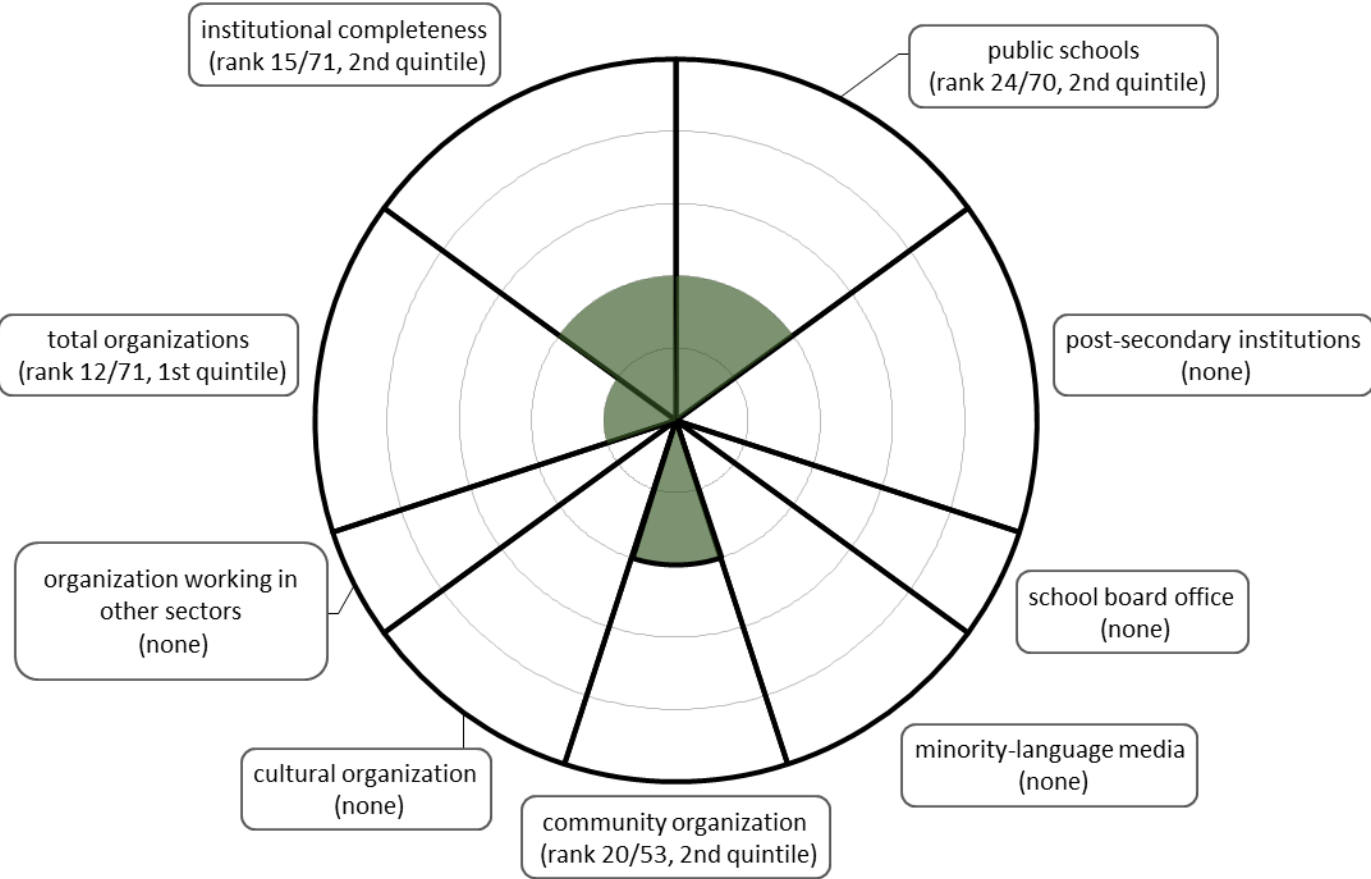 institutional completeness
(rank 15/71, 2nd quintile)
public schools
(rank 24/70, 2nd quintile)
total organizations
(rank 12/71, 1st quintile)
post-secondary institutions
(none)
organization working in
other sectors
(none)
school board office
(none)
minority-language media
(none)
cultural organization
(none)
community organization
(rank 20/53, 2nd quintile)